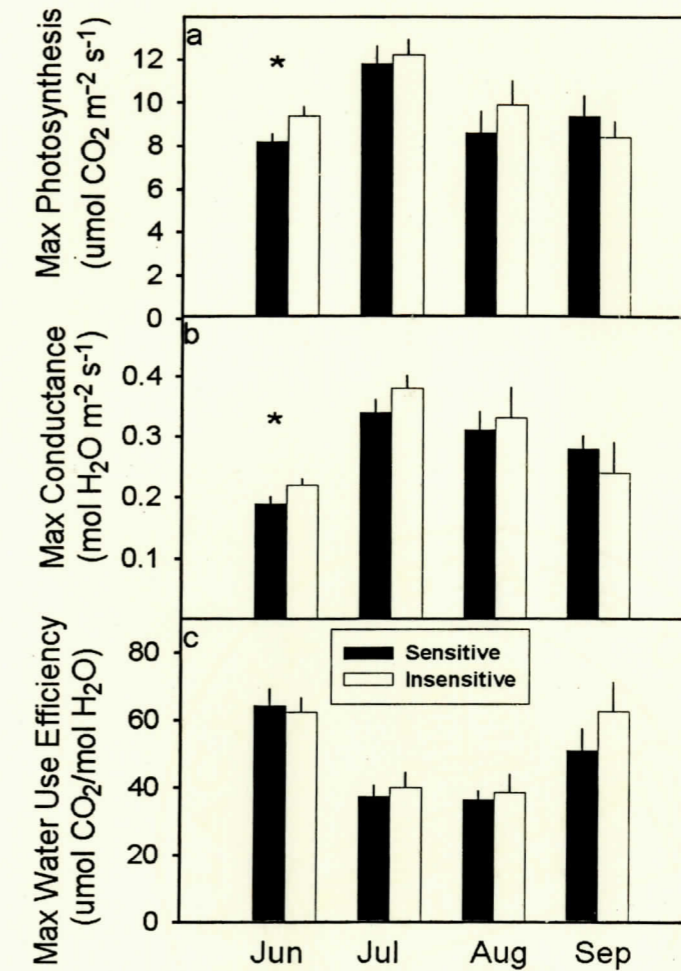 a
Max Photosynthesis
(umol CO₂ m⁻² s⁻¹)
12
10
8
6
4
2
0
*
b
Max Conductance
(mol H₂O m⁻² s⁻¹)
0.4
0.3
0.2
0.1
*
c
Max Water Use Efficiency
(umol CO₂/mol H₂O)
80
60
40
20
0
Sensitive
Insensitive
Jun Jul Aug Sep